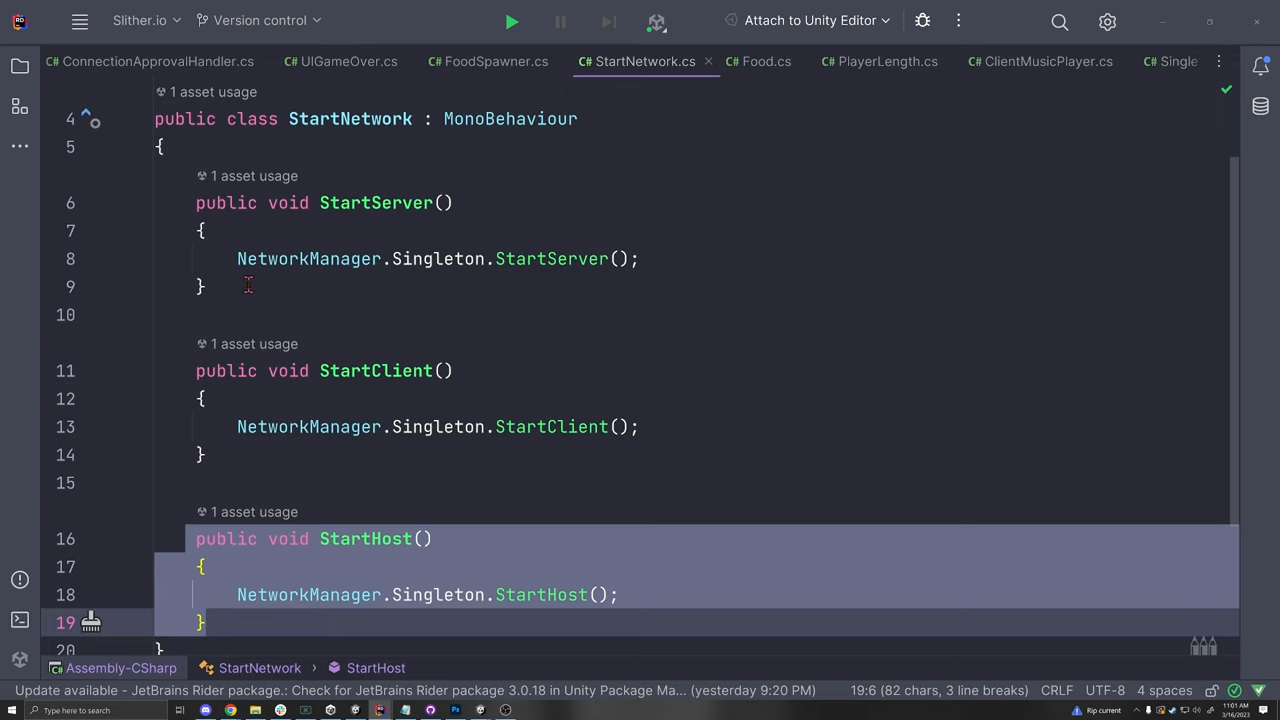 Slither.io
Version control
Attach to Unity Editor
C# ConnectionApprovalHandler.cs
C# UIGameOver.cs
C# FoodSpawner.cs
C# StartNetwork.cs
C# Food.cs
C# PlayerLength.cs
C# ClientMusicPlayer.cs
C# Single
1 asset usage
4 public class StartNetwork : MonoBehaviour
5 {
1 asset usage
6 public void StartServer()
7 {
8 NetworkManager.Singleton.StartServer();
9 }
10
1 asset usage
11 public void StartClient()
12 {
13 NetworkManager.Singleton.StartClient();
14 }
15
1 asset usage
16 public void StartHost()
17 {
18 NetworkManager.Singleton.StartHost();
19 }
20 }
C# Assembly-CSharp
StartNetwork
StartHost
Update available - JetBrains Rider package.: Check for JetBrains Rider package 3.0.18 in Unity Package Ma... (yesterday 9:20 PM)
19:6 (82 chars, 3 line breaks)
CRLF
UTF-8
4 spaces
Type here to search
Rip current
11:01 AM
3/16/2023